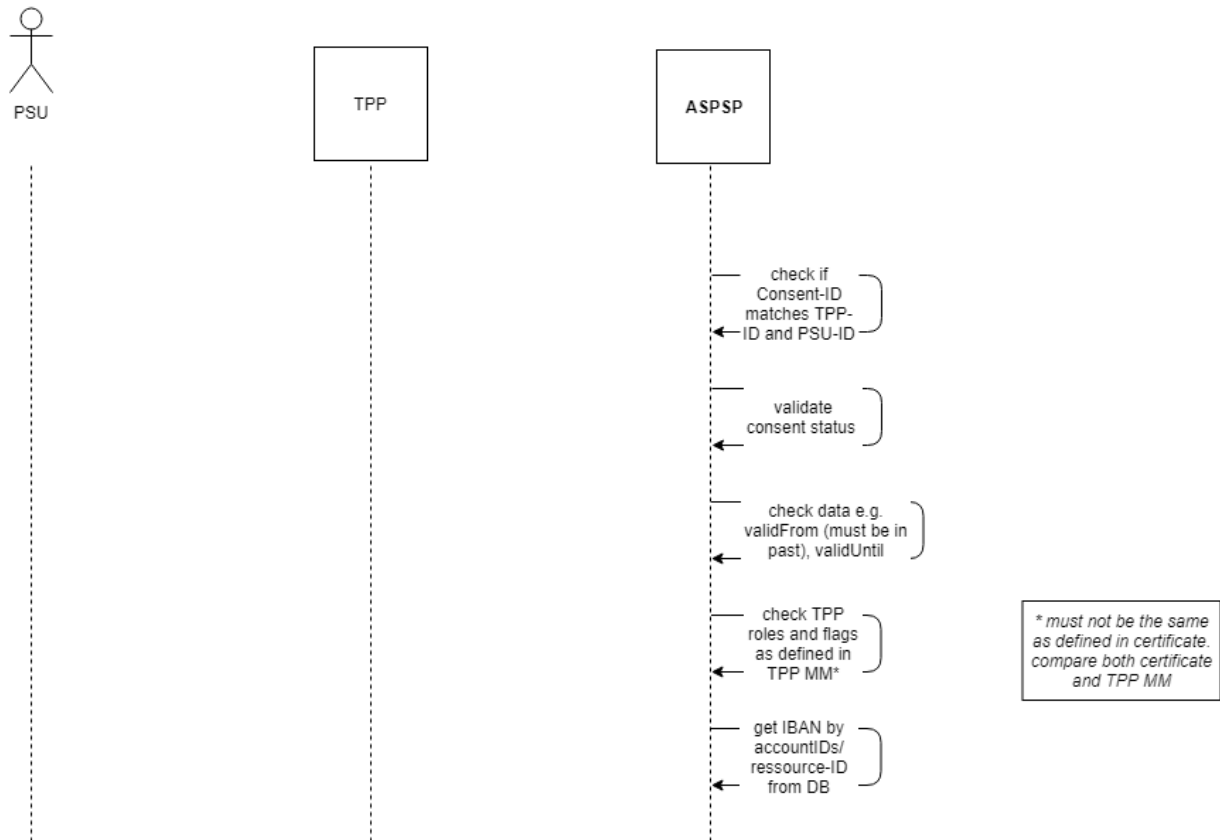 PSU
TPP
ASPSP
check if
Consent-ID
matches TPP-
ID and PSU-ID
validate
consent status
check data e.g.
validFrom (must be in
past), validUntil
check TPP
roles and flags
as defined in
TPP MM*
* must not be the same
as defined in certificate.
compare both certificate
and TPP MM
get IBAN by
accountIDs/
ressource-ID
from DB